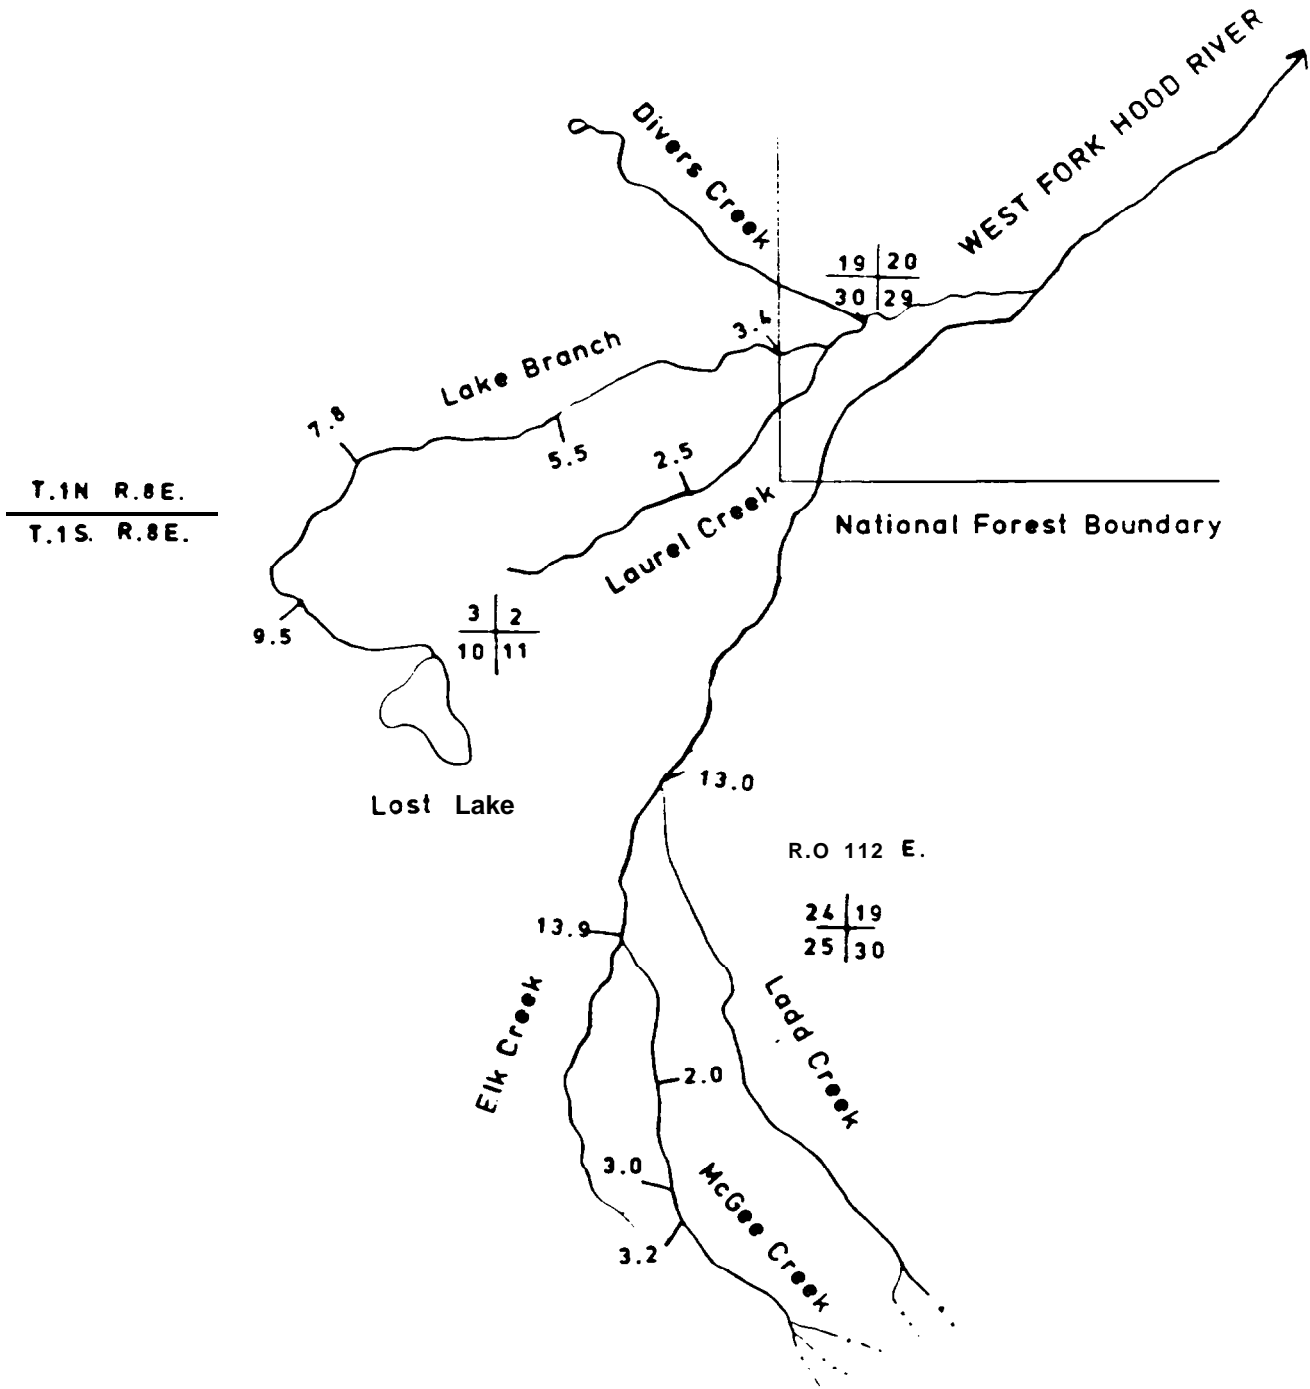 WEST FORK HOOD RIVER
Divers Creek
19 20
30 29
3.4
Lake Branch
7.8
5.5
2.5
T.1N R.8E.
T.1S. R.8E.
Laurel Creek
National Forest Boundary
9.5
3 2
10 11
13.0
Lost Lake
R.O 112 E.
24 19
25 30
13.9
Elk Creek
Ladd Creek
2.0
3.0
McGee Creek
3.2